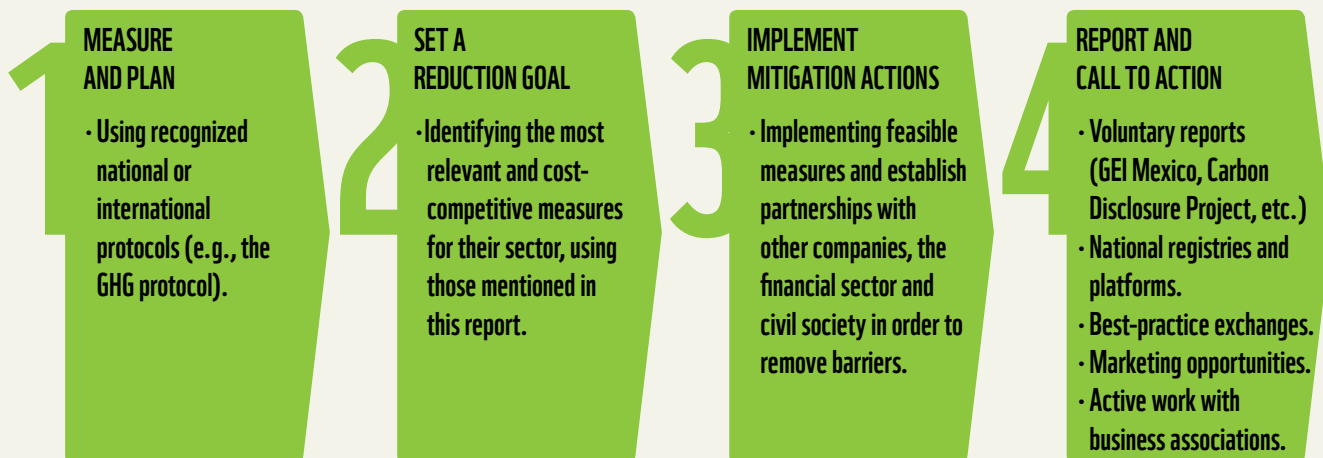 1
MEASURE
AND PLAN
· Using recognized
national or
international
protocols (e.g., the
GHG protocol).
2
SET A
REDUCTION GOAL
·Identifying the most
relevant and cost-
competitive measures
for their sector, using
those mentioned in
this report.
3
IMPLEMENT
MITIGATION ACTIONS
· Implementing feasible
measures and establish
partnerships with
other companies, the
financial sector and
civil society in order to
remove barriers.
4
REPORT AND
CALL TO ACTION
· Voluntary reports
(GEI Mexico, Carbon
Disclosure Project, etc.)
· National registries and
platforms.
· Best-practice exchanges.
· Marketing opportunities.
· Active work with
business associations.